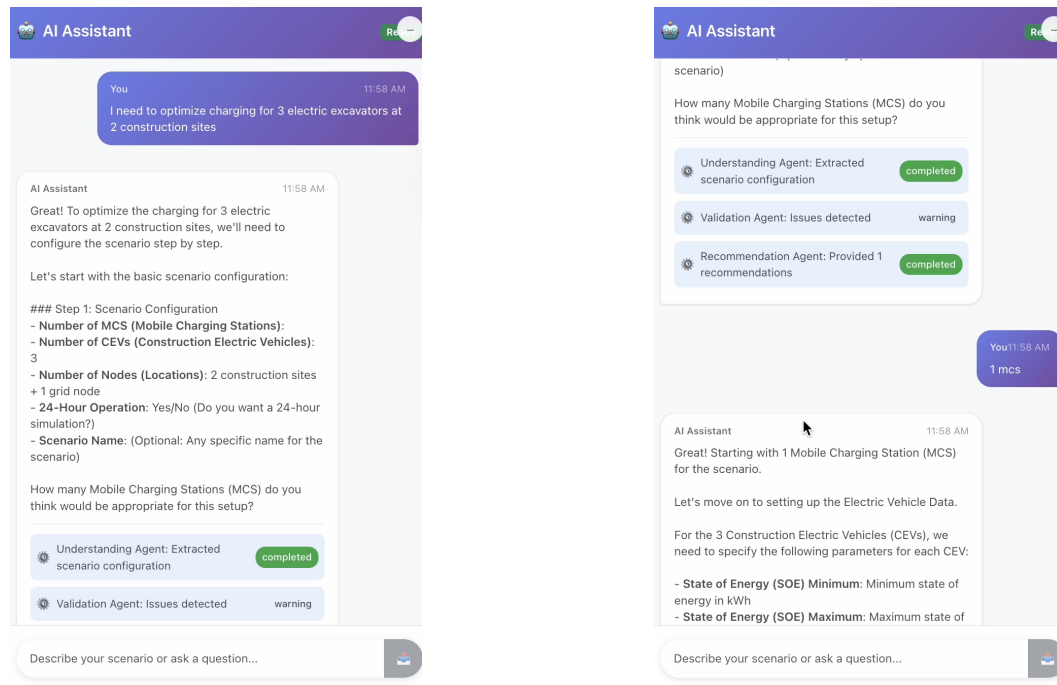 AI Assistant
Re
You 11:58 AM
I need to optimize charging for 3 electric excavators at
2 construction sites
AI Assistant 11:58 AM
Great! To optimize the charging for 3 electric
excavators at 2 construction sites, we'll need to
configure the scenario step by step.
Let's start with the basic scenario configuration:
### Step 1: Scenario Configuration
- Number of MCS (Mobile Charging Stations):
- Number of CEVs (Construction Electric Vehicles):
3
- Number of Nodes (Locations): 2 construction sites
+ 1 grid node
- 24-Hour Operation: Yes/No (Do you want a 24-hour
simulation?)
- Scenario Name: (Optional: Any specific name for the
scenario)
How many Mobile Charging Stations (MCS) do you
think would be appropriate for this setup?
Understanding Agent: Extracted
scenario configuration
completed
Validation Agent: Issues detected
warning
Describe your scenario or ask a question...
AI Assistant
Re
scenario)
How many Mobile Charging Stations (MCS) do you
think would be appropriate for this setup?
Understanding Agent: Extracted
scenario configuration
completed
Validation Agent: Issues detected
warning
Recommendation Agent: Provided 1
recommendations
completed
You 11:58 AM
1 mcs
AI Assistant 11:58 AM
Great! Starting with 1 Mobile Charging Station (MCS)
for the scenario.
Let's move on to setting up the Electric Vehicle Data.
For the 3 Construction Electric Vehicles (CEVs), we
need to specify the following parameters for each CEV:
- State of Energy (SOE) Minimum: Minimum state of
energy in kWh
- State of Energy (SOE) Maximum: Maximum state of
Describe your scenario or ask a question...